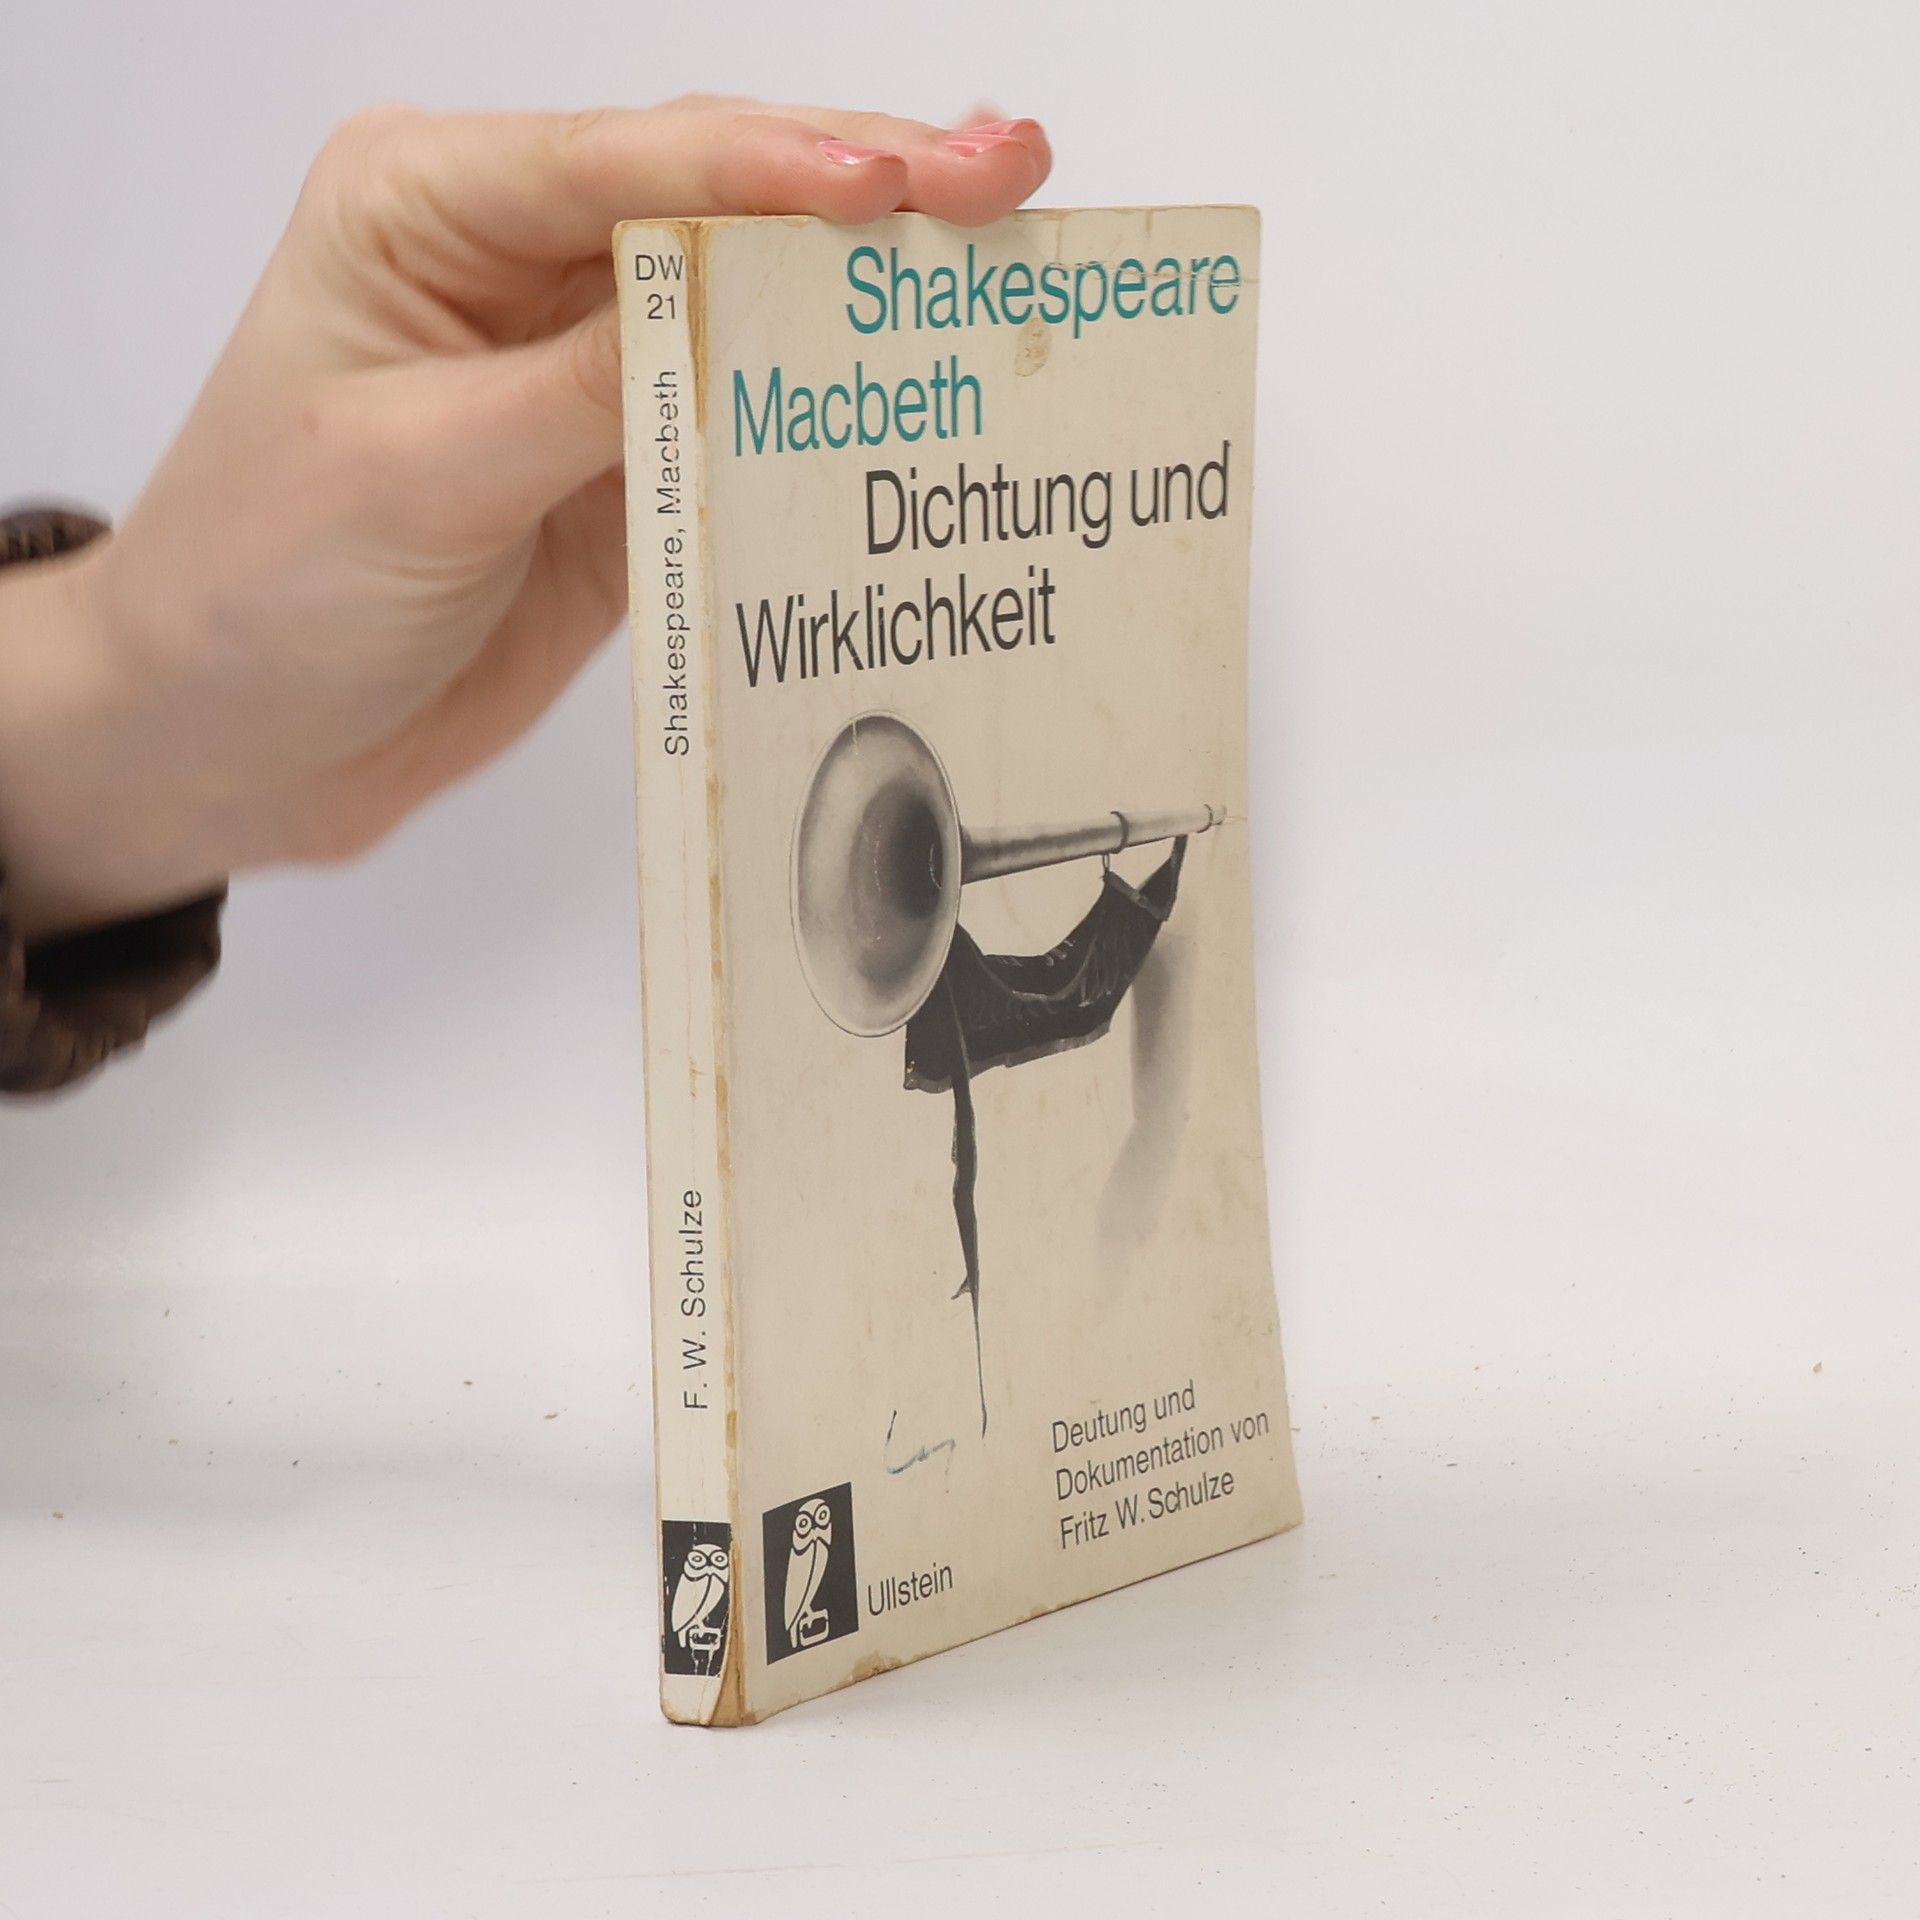 DW
21
Shakespeare, Macbeth
F. W. Schulze
Shakespeare
Macbeth
Dichtung und
Wirklichkeit
Deutung und
Dokumentation von
Fritz W. Schulze
Ullstein